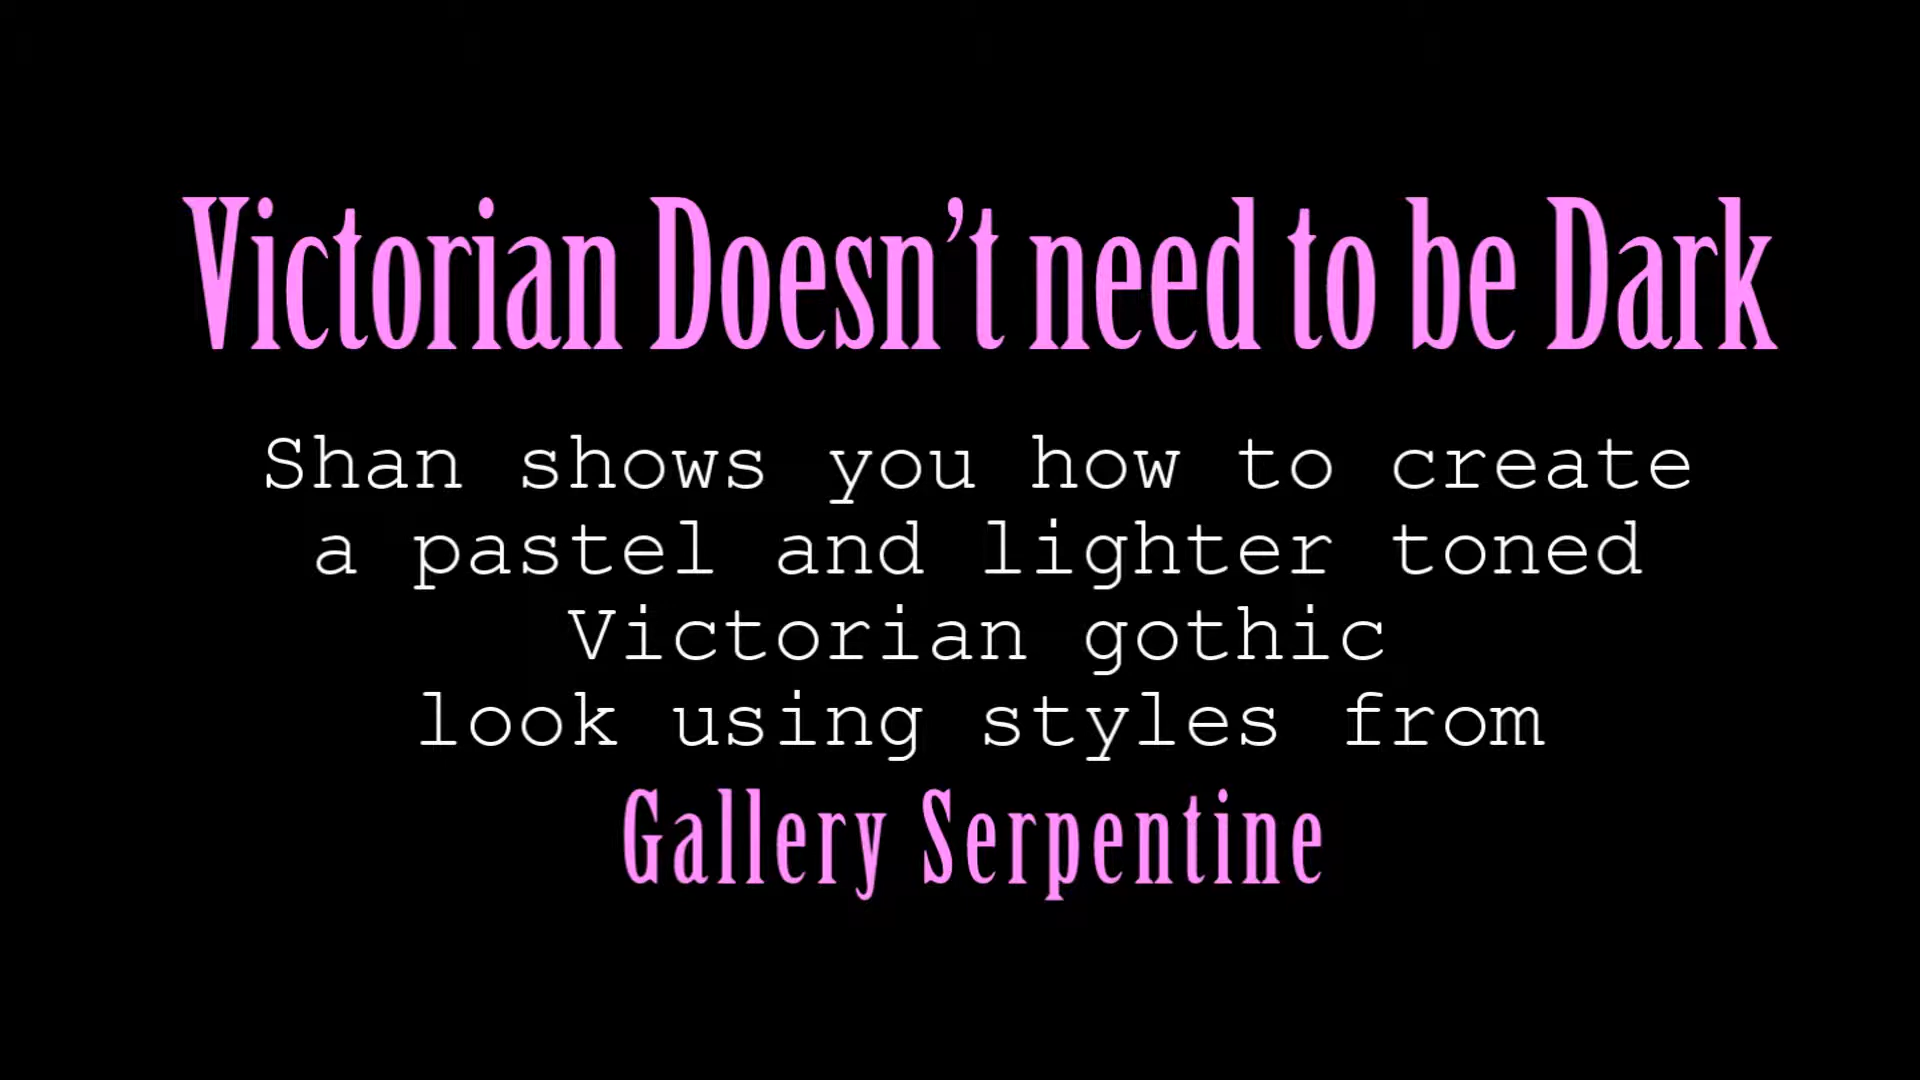 Victorian Doesn’t need to be Dark
Shan shows you how to create
a pastel and lighter toned
Victorian gothic
look using styles from
Gallery Serpentine